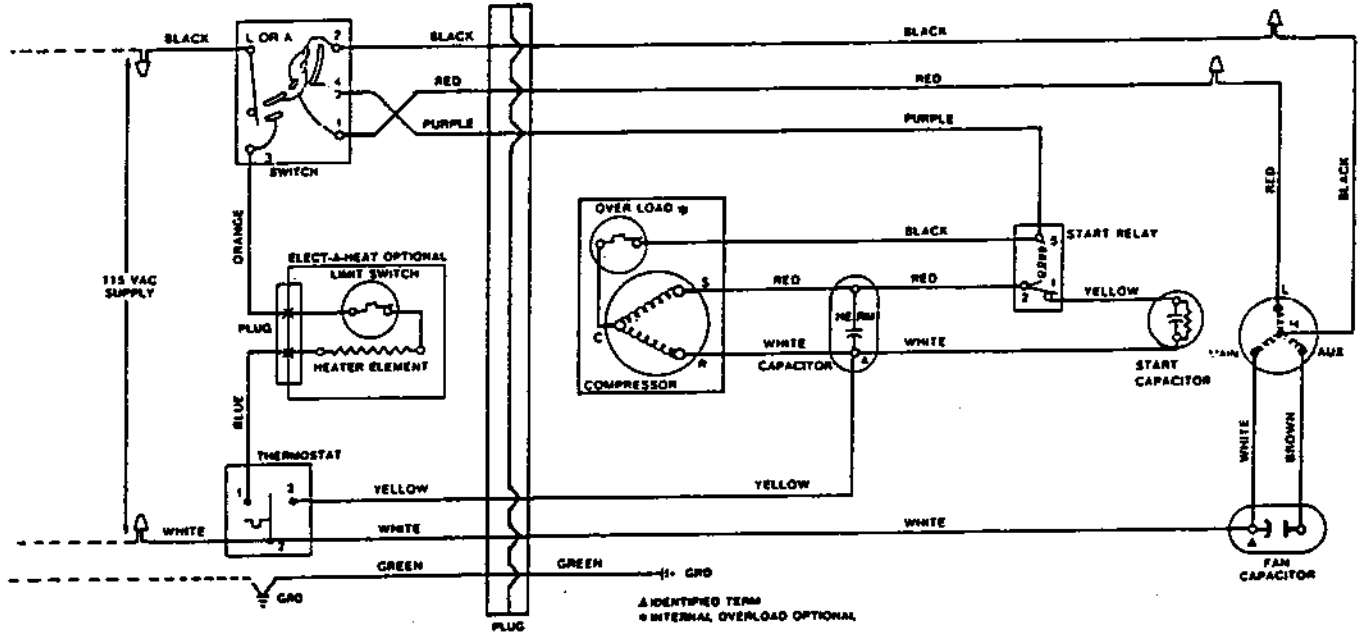 BLACK
L OR A
2
4
1
3
SWITCH
BLACK
RED
PURPLE
BLACK
RED
PURPLE
RED
BLACK
ORANGE
115 VAC
SUPPLY
ELECT-A-HEAT OPTIONAL
LIMIT SWITCH
PLUG
HEATER ELEMENT
BLUE
OVER LOAD
BLACK
START RELAY
5
1
2
S
C
R
COMPRESSOR
RED
RED
HERM
WHITE
CAPACITOR
WHITE
YELLOW
START
CAPACITOR
L
H
MAIN
AUX
WHITE
BROWN
THERMOSTAT
1
3
2
YELLOW
YELLOW
WHITE
WHITE
WHITE
FAN
CAPACITOR
GREEN
GREEN
GRD
GRD
Δ IDENTIFIED TERM
* INTERNAL OVERLOAD OPTIONAL
PLUG